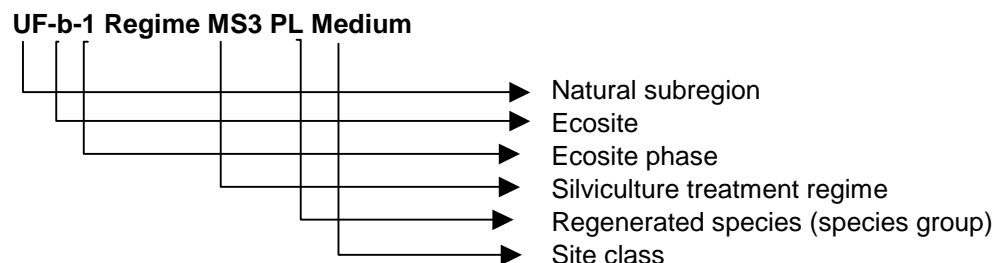 UF-b-1 Regime MS3 PL Medium
Natural subregion
Ecosite
Ecosite phase
Silviculture treatment regime
Regenerated species (species group)
Site class